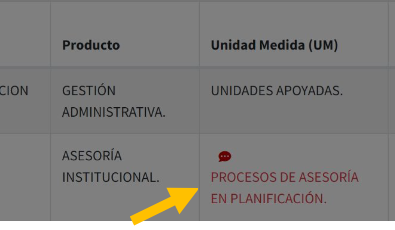 Producto
Unidad Medida (UM)
CION
GESTIÓN
ADMINISTRATIVA.
UNIDADES APOYADAS.
ASESORÍA
INSTITUCIONAL.
PROCESOS DE ASESORÍA
EN PLANIFICACIÓN.